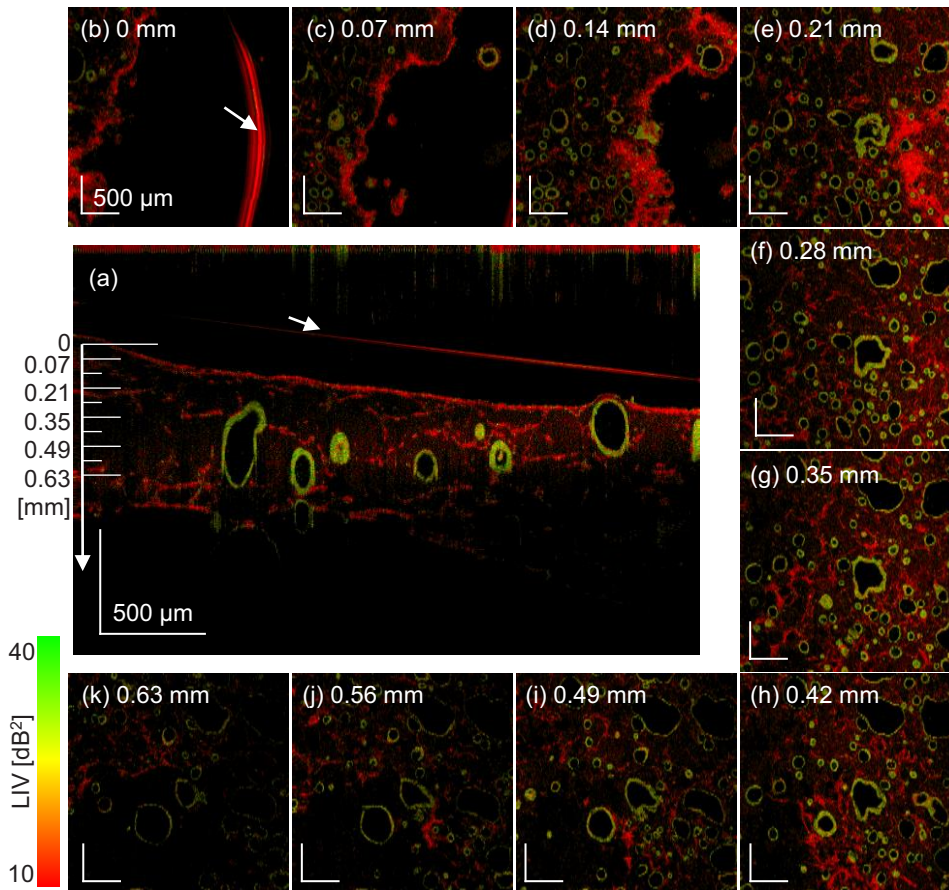 (b) 0 mm
500 µm
(c) 0.07 mm
(d) 0.14 mm
(e) 0.21 mm
(a)
0
0.07
0.21
0.35
0.49
0.63
[mm]
500 µm
(f) 0.28 mm
(g) 0.35 mm
(h) 0.42 mm
(i) 0.49 mm
(j) 0.56 mm
(k) 0.63 mm
40
LIV [dB²]
10